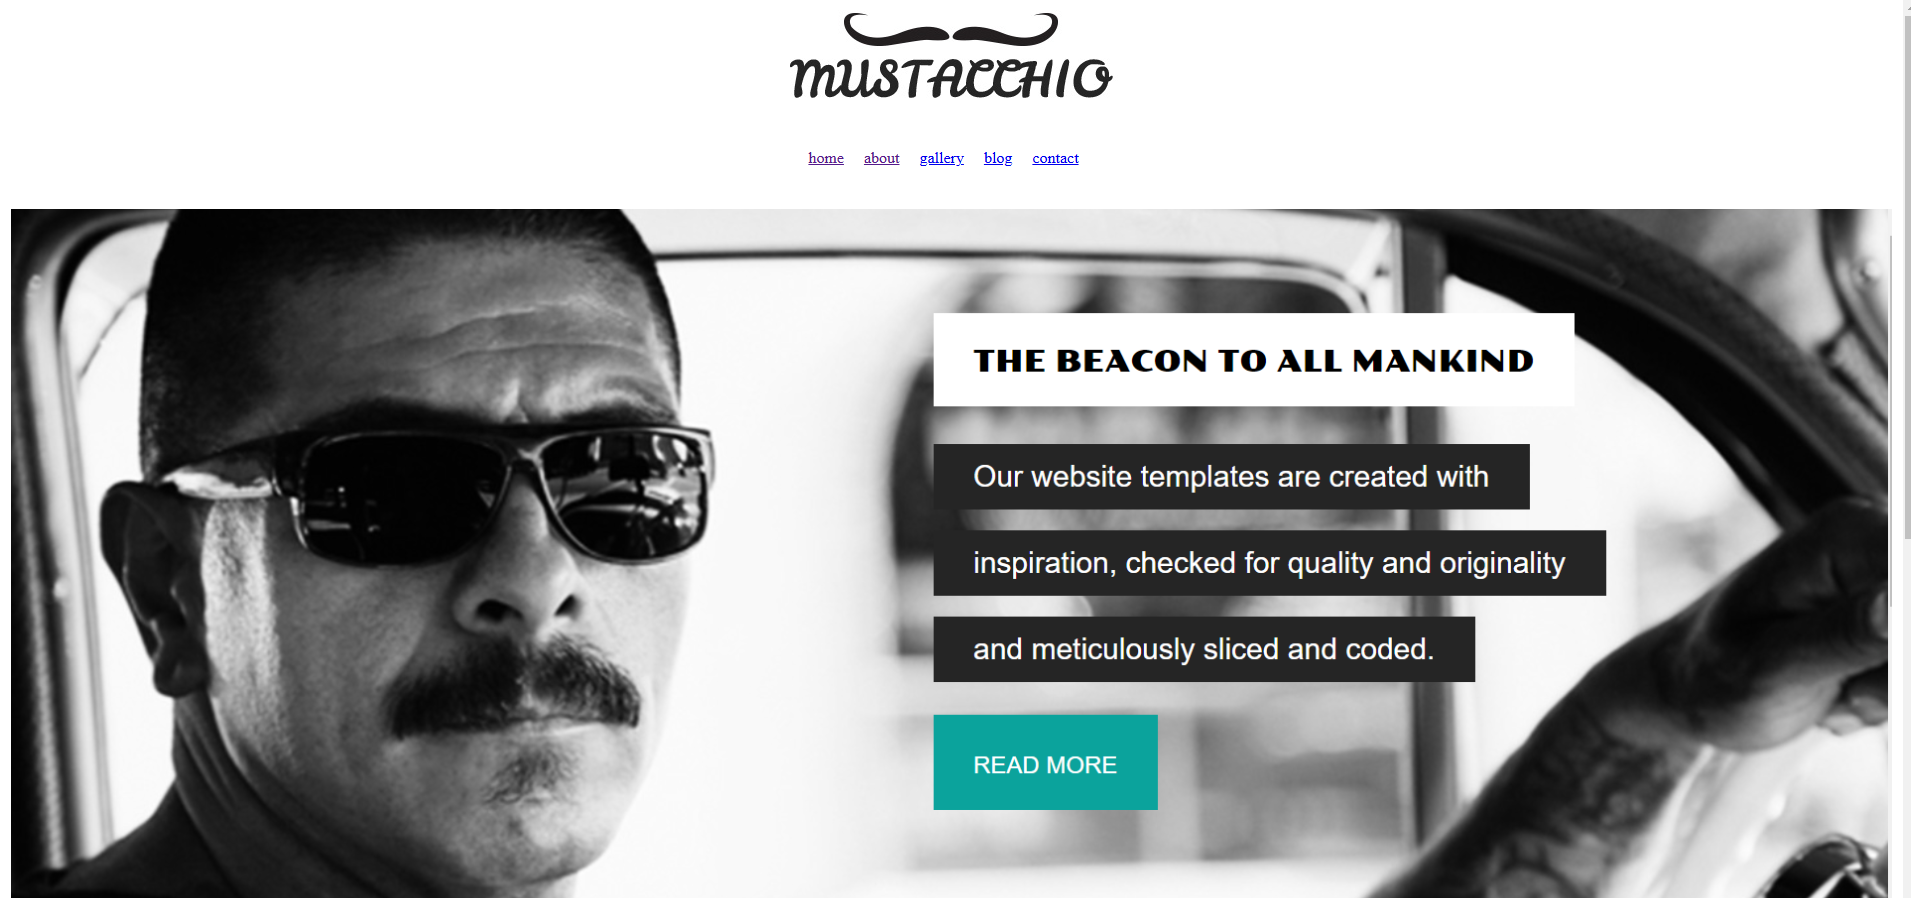 MUSTACCHIO
home about gallery blog contact
THE BEACON TO ALL MANKIND
Our website templates are created with
inspiration, checked for quality and originality
and meticulously sliced and coded.
READ MORE